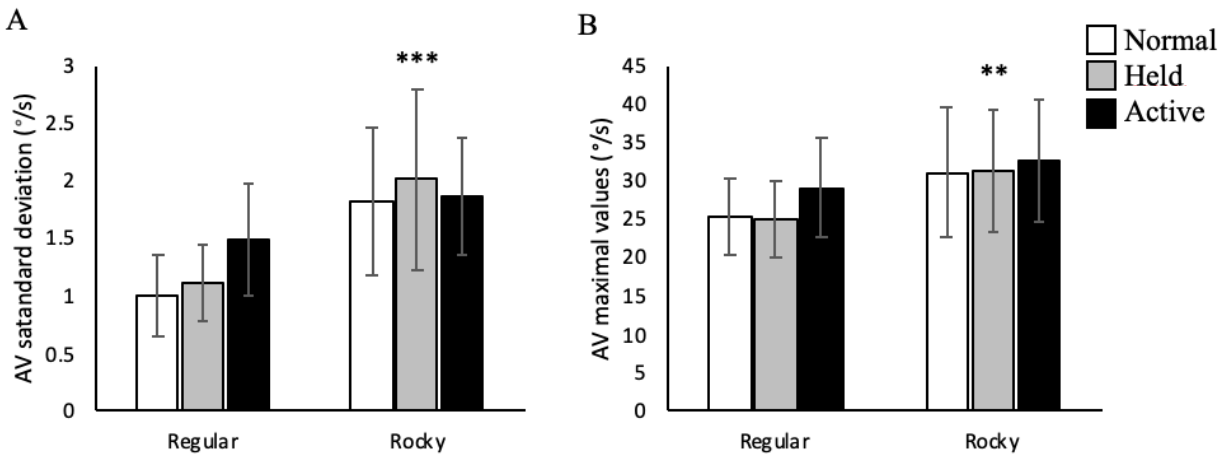 A
AV satandard deviation (°/s)
3
2.5
2
1.5
1
0.5
0
***
Regular
Rocky
B
AV maximal values (°/s)
45
40
35
30
25
20
15
10
5
0
**
Regular
Rocky
Normal
Held
Active